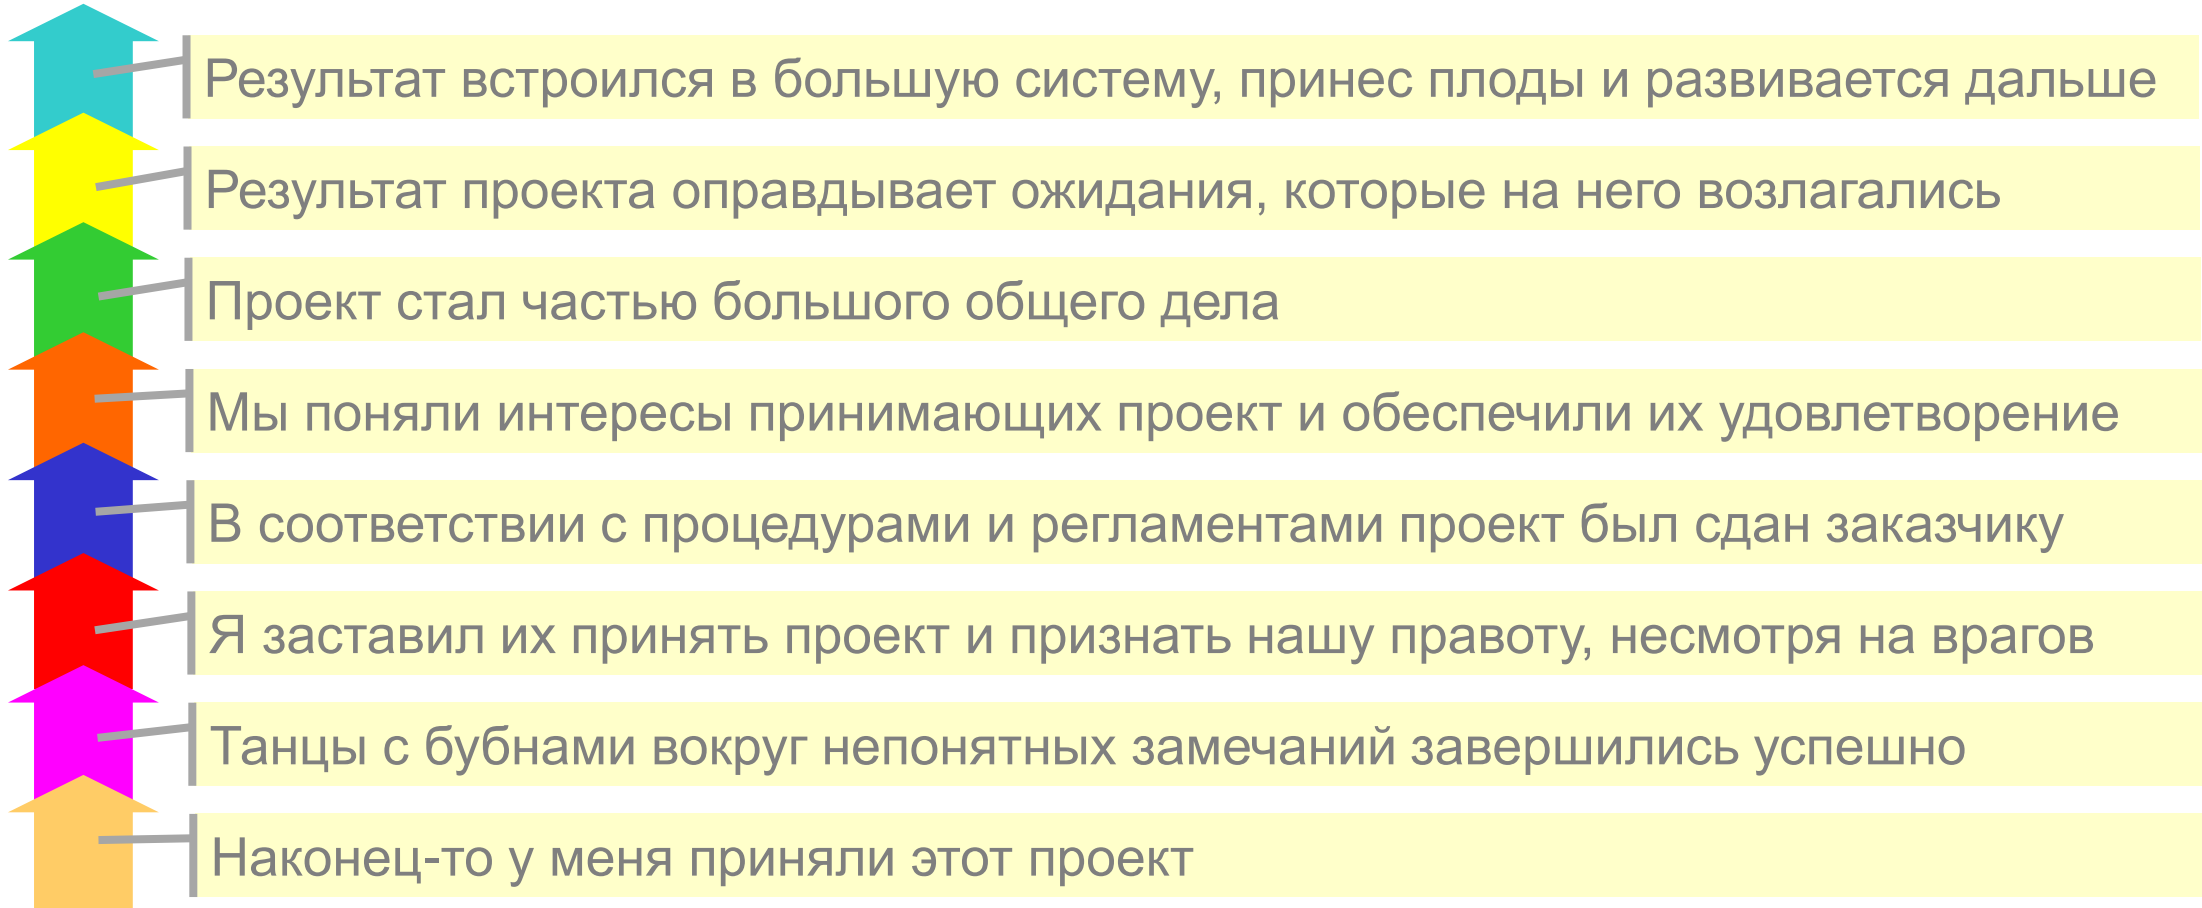 Результат встроился в большую систему, принес плоды и развивается дальше
Результат проекта оправдывает ожидания, которые на него возлагались
Проект стал частью большого общего дела
Мы поняли интересы принимающих проект и обеспечили их удовлетворение
В соответствии с процедурами и регламентами проект был сдан заказчику
Я заставил их принять проект и признать нашу правоту, несмотря на врагов
Танцы с бубнами вокруг непонятных замечаний завершились успешно
Наконец-то у меня приняли этот проект